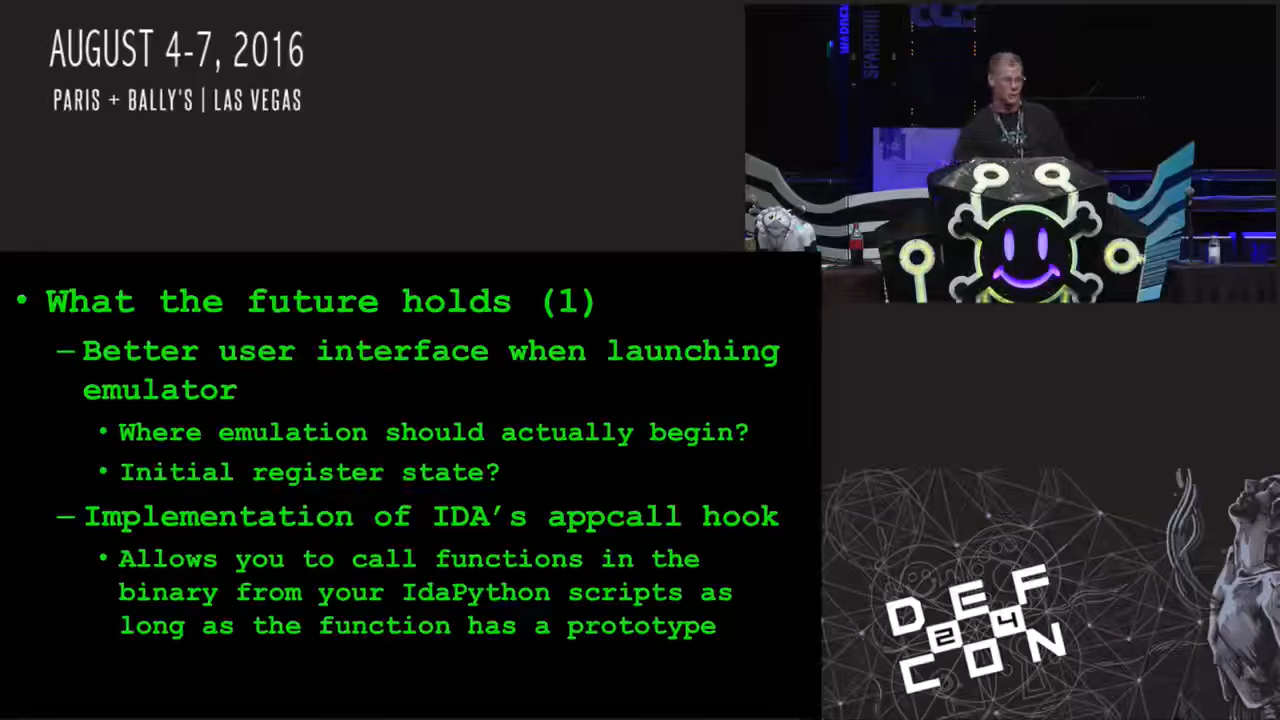 AUGUST 4-7, 2016
PARIS + BALLY'S | LAS VEGAS
• What the future holds (1)
– Better user interface when launching
emulator
• Where emulation should actually begin?
• Initial register state?
– Implementation of IDA’s appcall hook
• Allows you to call functions in the
binary from your IdaPython scripts as
long as the function has a prototype
DEF
24
CON